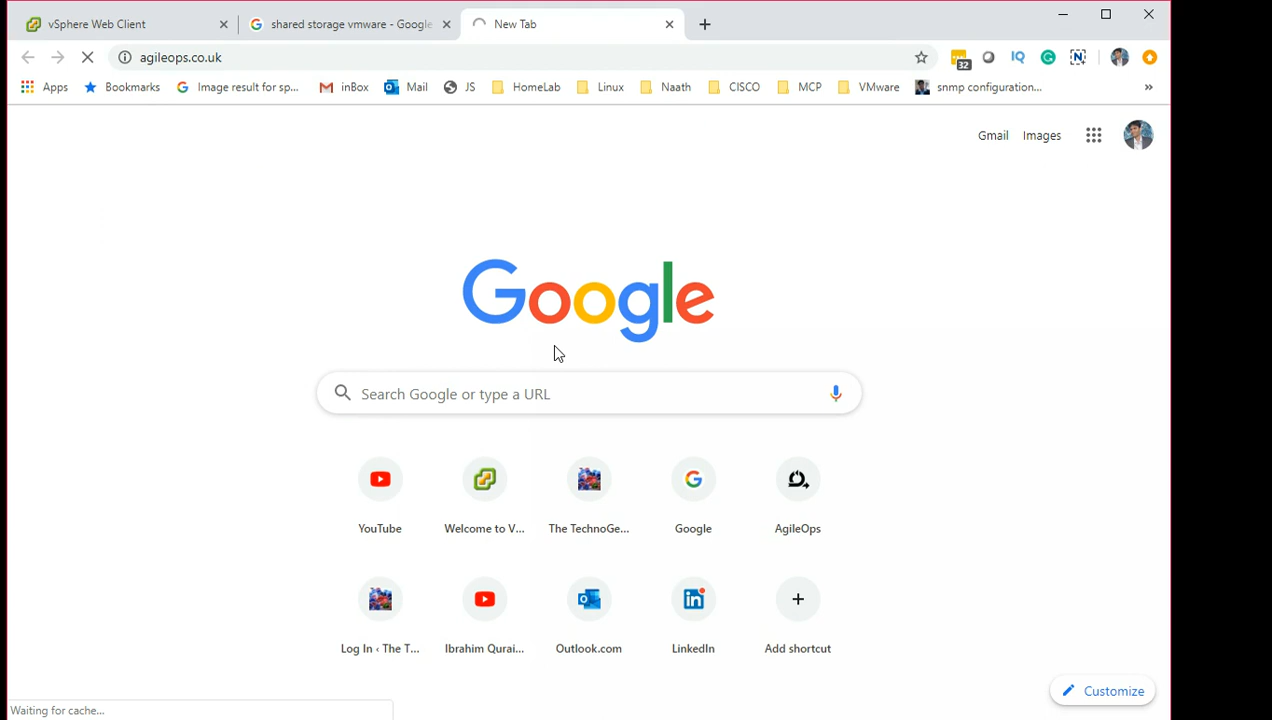 vSphere Web Client
shared storage vmware - Google
New Tab
agileops.co.uk
32
IQ
N
Apps
Bookmarks
Image result for sp...
inBox
Mail
JS
HomeLab
Linux
Naath
CISCO
MCP
VMware
snmp configuration...
»
Gmail
Images
Google
Search Google or type a URL
YouTube
Welcome to V...
The TechnoGe...
Google
AgileOps
Log In ‹ The T...
Ibrahim Qurai...
Outlook.com
LinkedIn
Add shortcut
Customize
Waiting for cache...